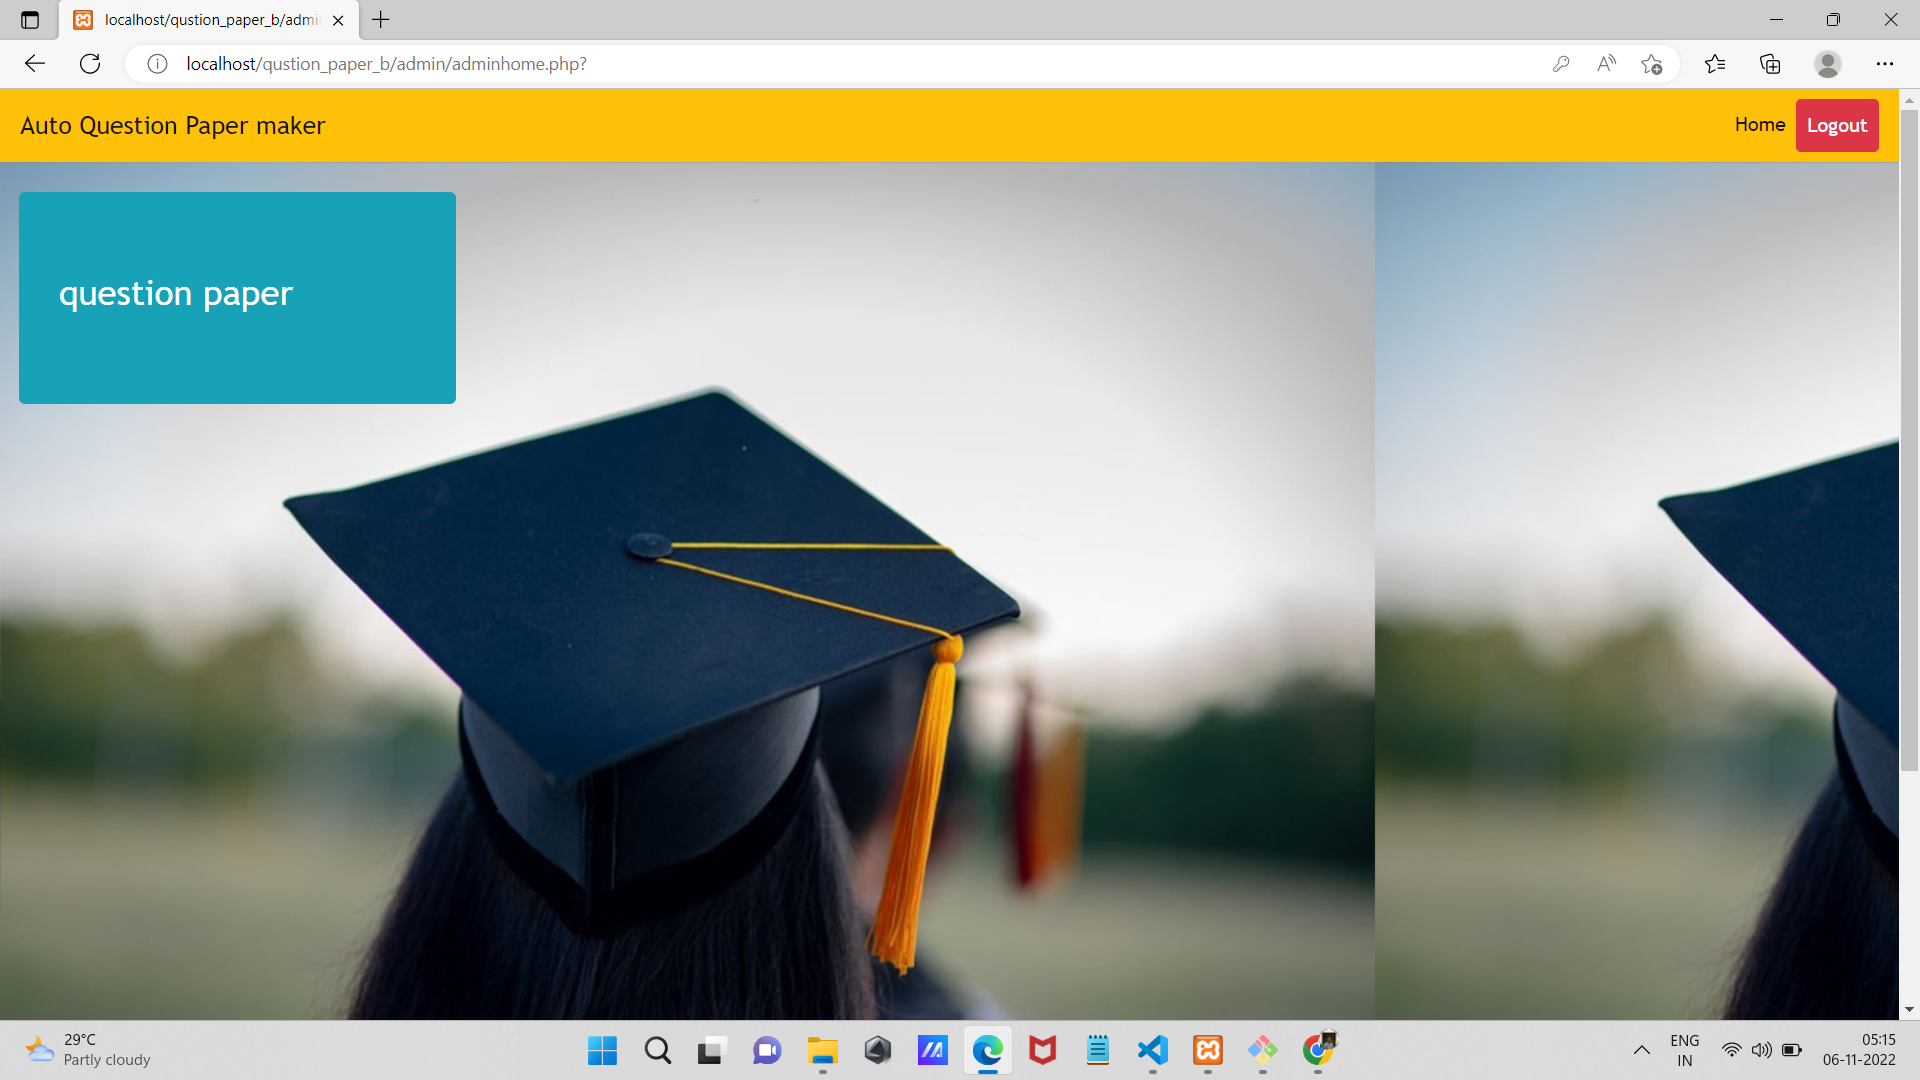 localhost/qustion_paper_b/admi
localhost/qustion_paper_b/admin/adminhome.php?
Auto Question Paper maker
Home
Logout
question paper
29°C
Partly cloudy
ENG
IN
05:15
06-11-2022